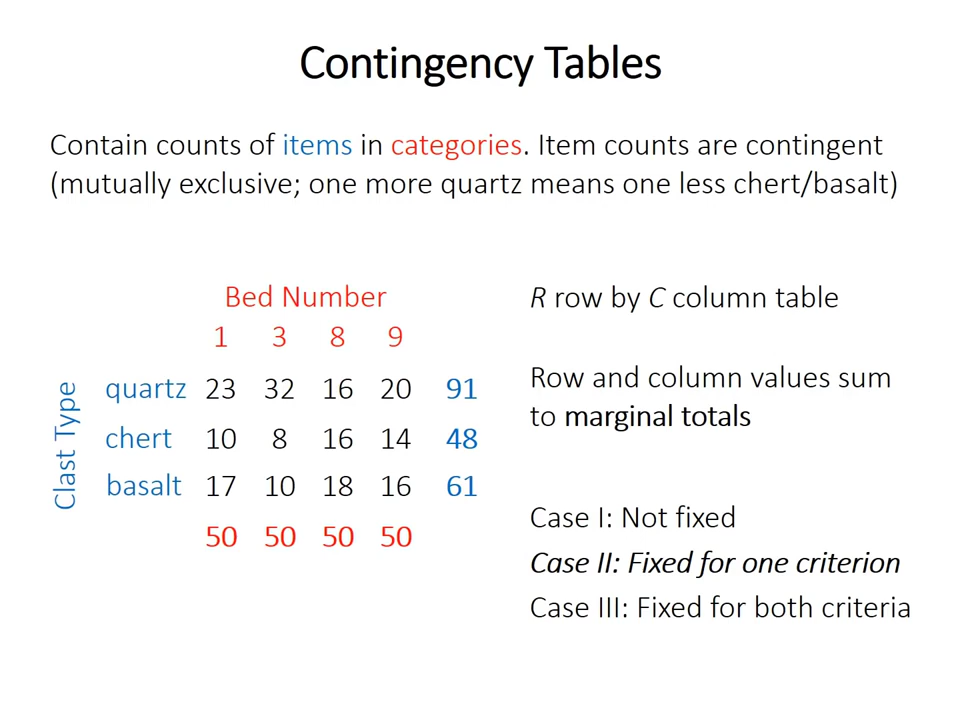 Contingency Tables
Contain counts of items in categories. Item counts are contingent
(mutually exclusive; one more quartz means one less chert/basalt)
Bed Number
1 3 8 9
Clast Type
quartz 23 32 16 20 91
chert 10 8 16 14 48
basalt 17 10 18 16 61
50 50 50 50
R row by C column table
Row and column values sum
to marginal totals
Case I: Not fixed
Case II: Fixed for one criterion
Case III: Fixed for both criteria